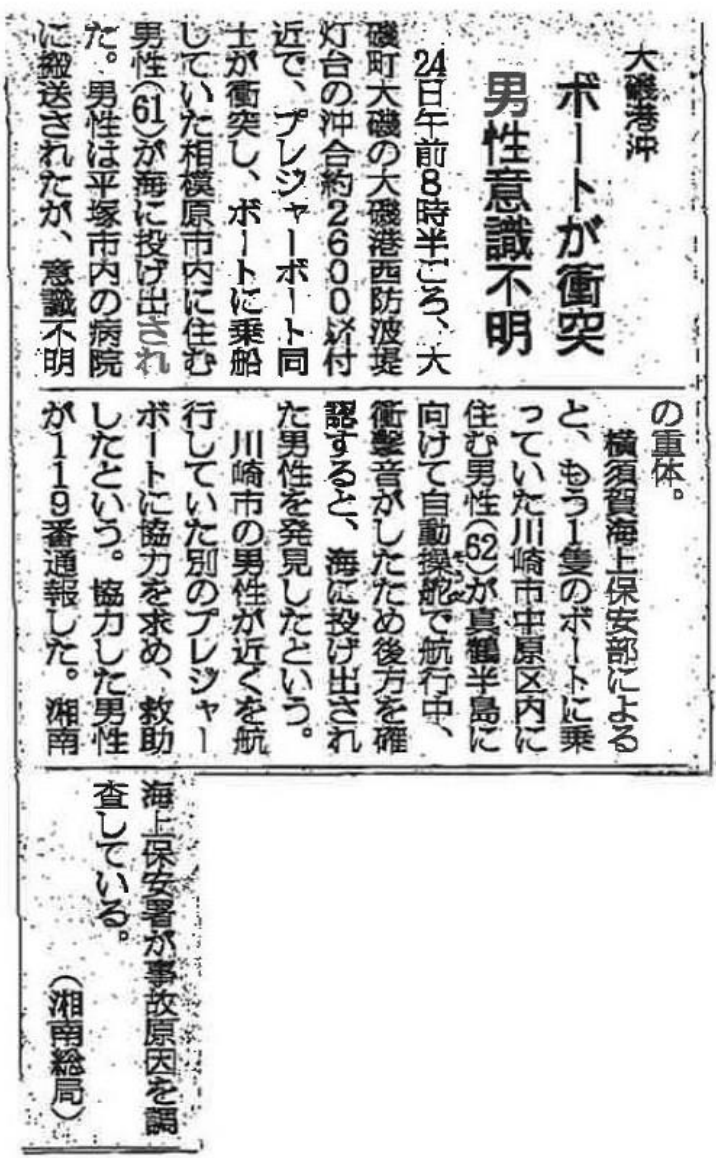 大磯港沖
ボートが衝突
男性意識不明
24日午前8時半ごろ、大
磯町大磯の大磯港西防波堤
灯台の沖合約2600㍍付
近で、プレジャーボート同
士が衝突し、ボートに乗船
していた相模原市内に住む
男性(61)が海に投げ出され
た。男性は平塚市内の病院
に搬送されたが、意識不明
の重体。
横須賀海上保安部による
と、もう1隻のボートに乗
っていた川崎市中原区内に
住む男性(62)が真鶴半島に
向けて自動操舵で航行中、
衝撃音がしたため後方を確
認すると、海に投げ出され
た男性を発見したという。
川崎市の男性が近くを航
行していた別のプレジャー
ボートに協力を求め、救助
したという。協力した男性
が119番通報した。湘南
海上保安署が事故原因を調
査している。
(湘南総局)